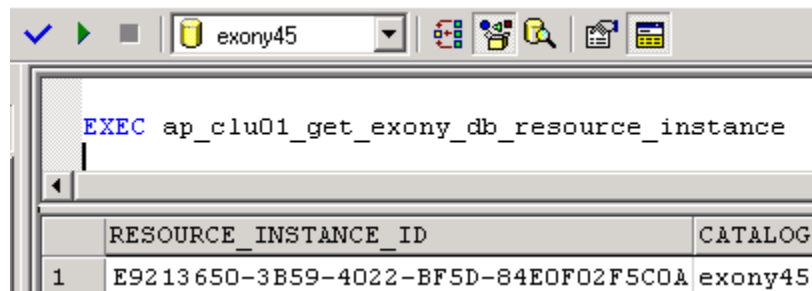 exony45
EXEC ap_clu01_get_exony_db_resource_instance
RESOURCE_INSTANCE_ID CATALOG
1 E9213650-3B59-4022-BF5D-84E0F02F5C0A exony45